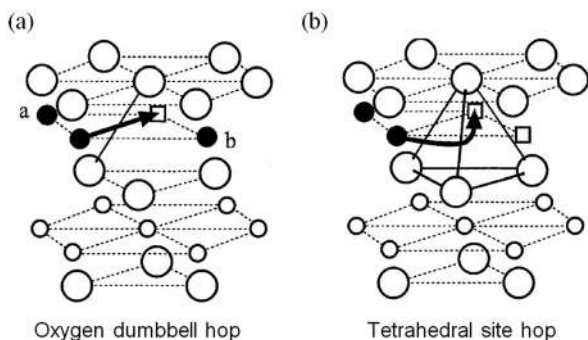 (a)
(b)
a
b
Oxygen dumbbell hop
Tetrahedral site hop